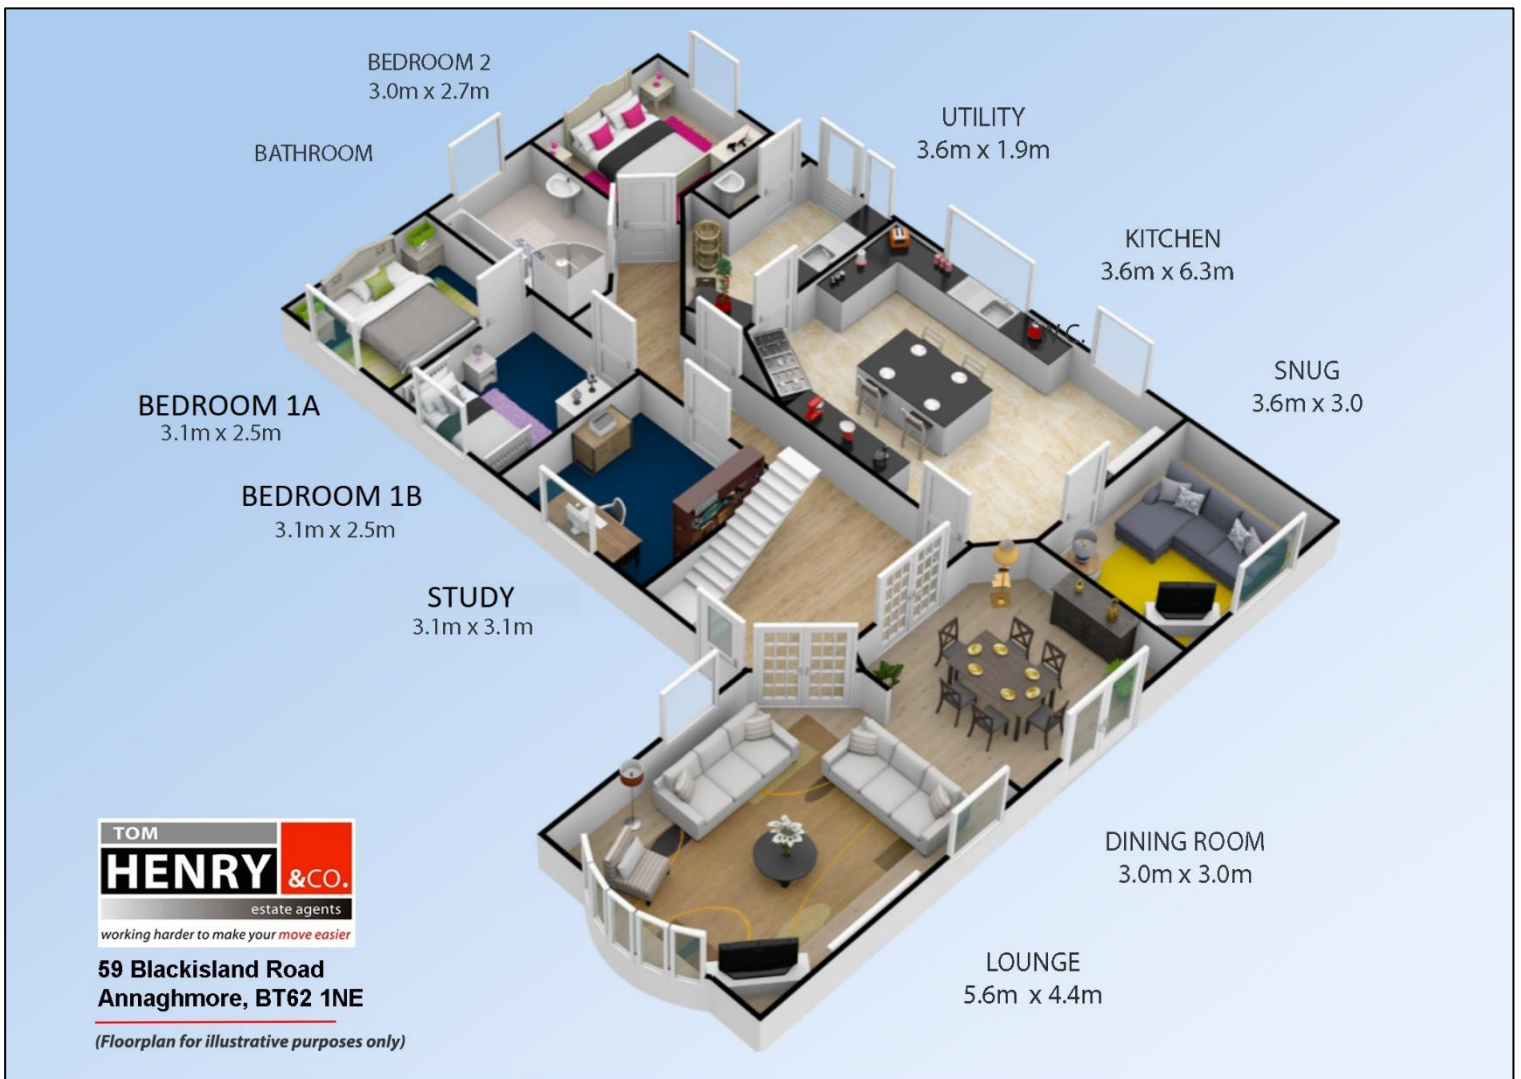 BEDROOM 2
3.0m x 2.7m
BATHROOM
UTILITY
3.6m x 1.9m
KITCHEN
3.6m x 6.3m
W.C.
SNUG
3.6m x 3.0
BEDROOM 1A
3.1m x 2.5m
BEDROOM 1B
3.1m x 2.5m
STUDY
3.1m x 3.1m
DINING ROOM
3.0m x 3.0m
LOUNGE
5.6m x 4.4m
TOM
HENRY &CO.
estate agents
working harder to make your move easier
59 Blackisland Road
Annaghmore, BT62 1NE
(Floorplan for illustrative purposes only)